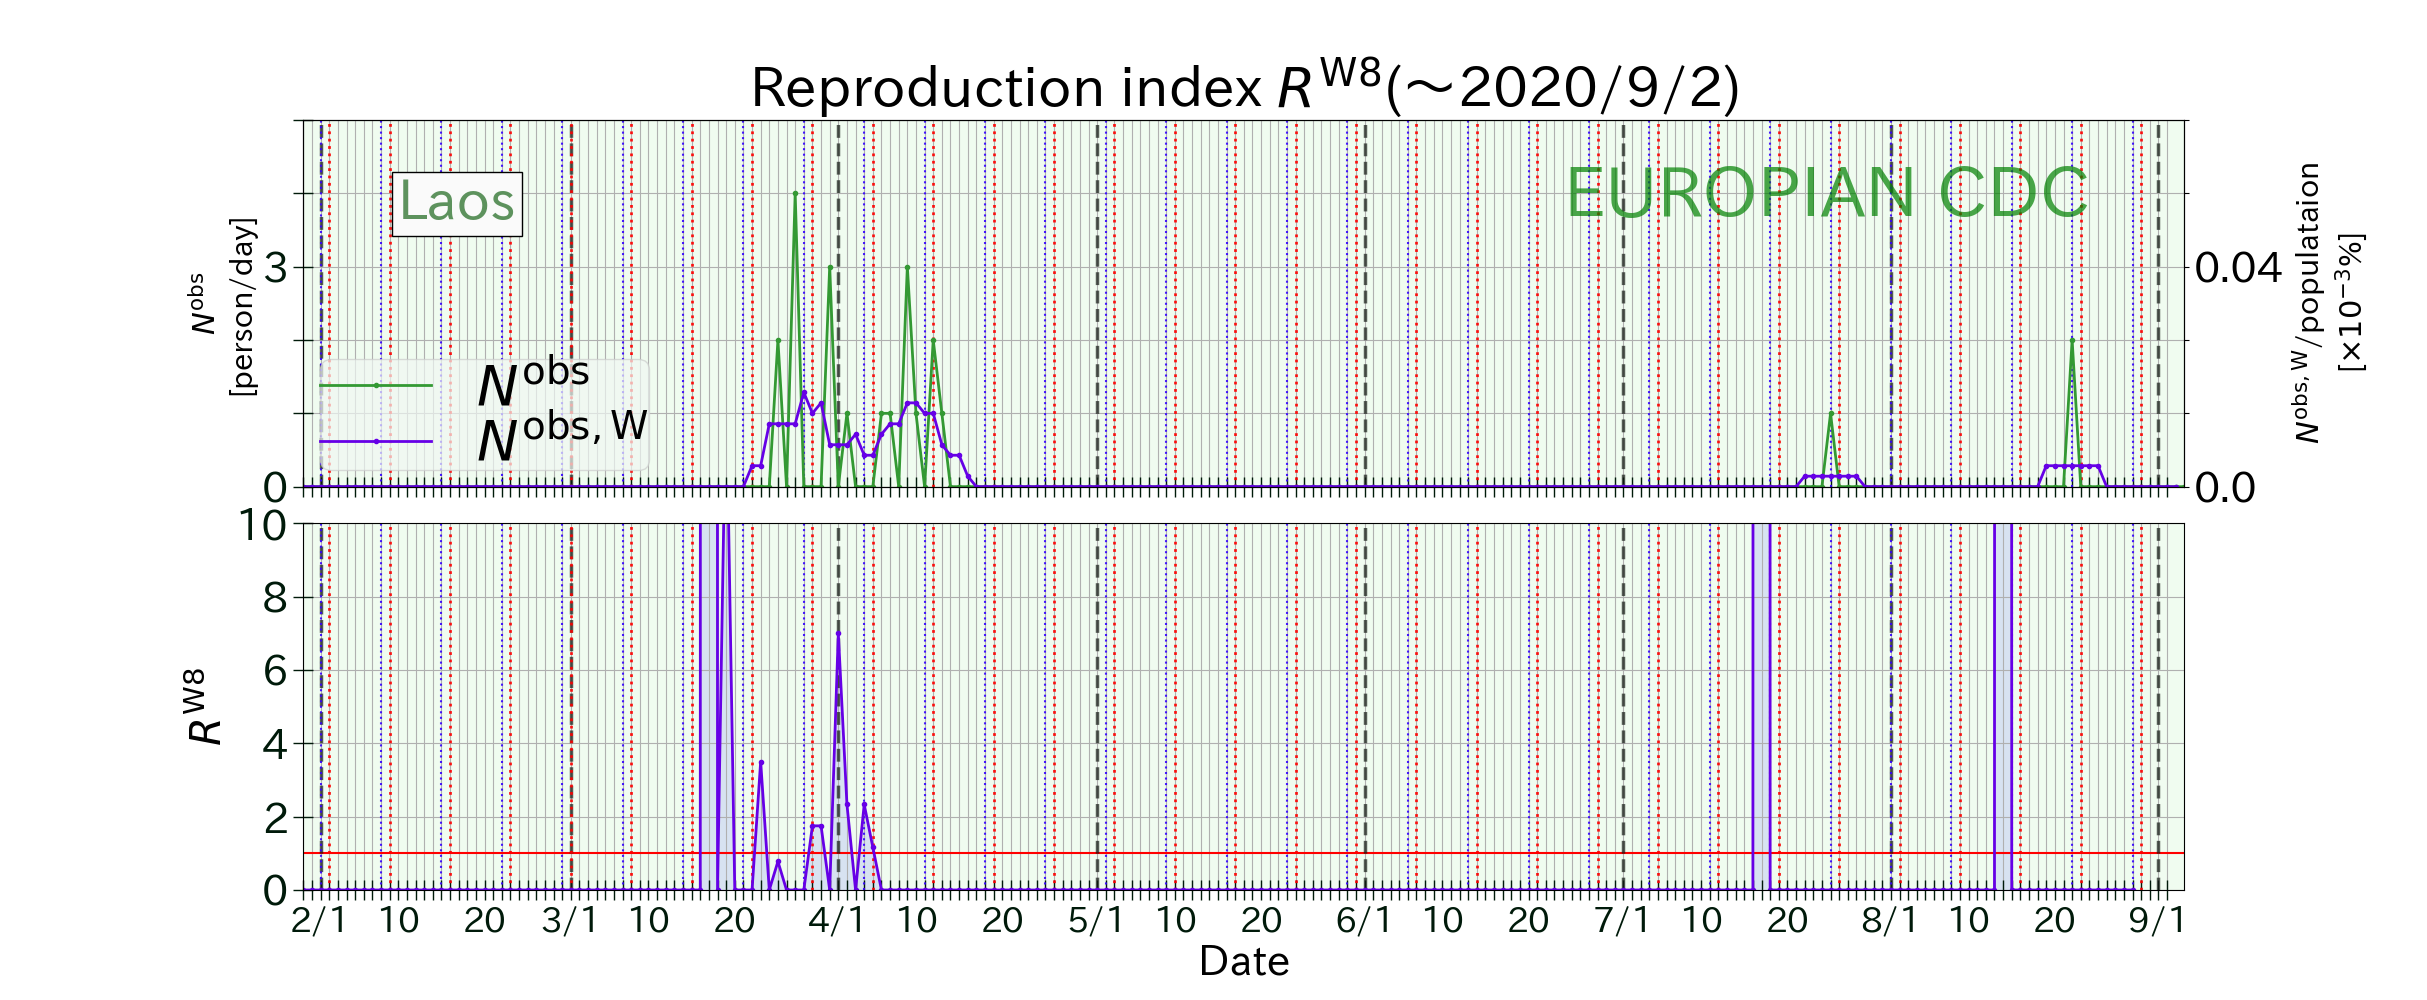 Reproduction index R^W8(～2020/9/2)
Laos
EUROPIAN CDC
N^obs
[person/day]
3
0
N^obs
N^obs, W
0.04
0.0
N^obs, W/populataion
[×10^−3%]
10
8
6
4
2
0
R^W8
2/1 10 20 3/1 10 20 4/1 10 20 5/1 10 20 6/1 10 20 7/1 10 20 8/1 10 20 9/1
Date